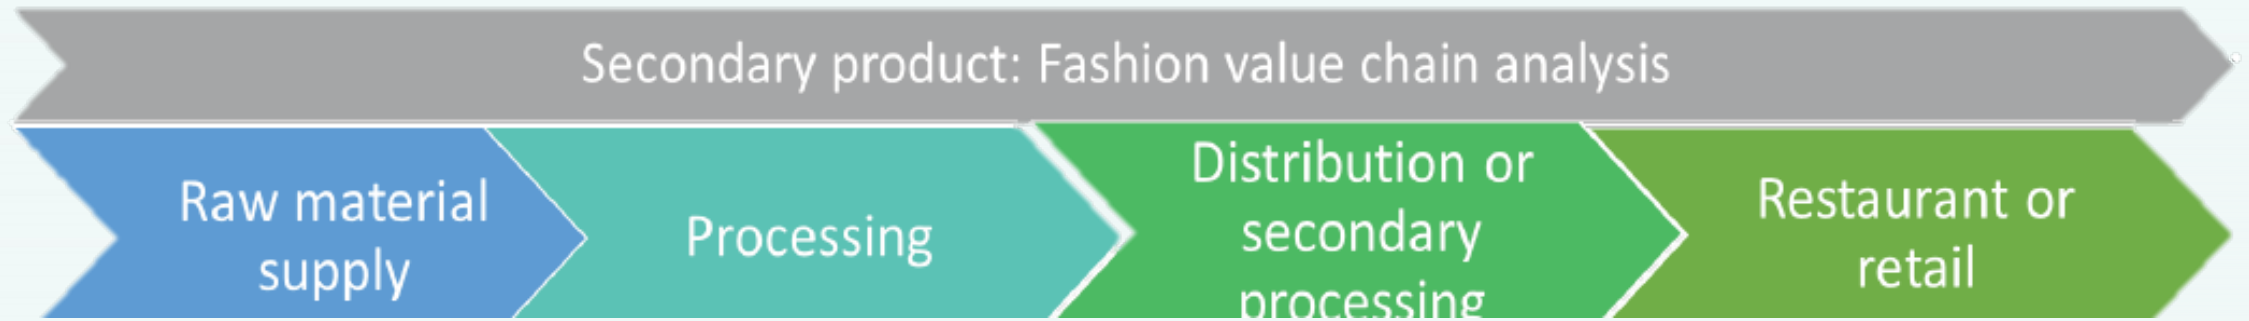 Secondary product: Fashion value chain analysis
Raw material
supply
Processing
Distribution or
secondary
processing
Restaurant or
retail